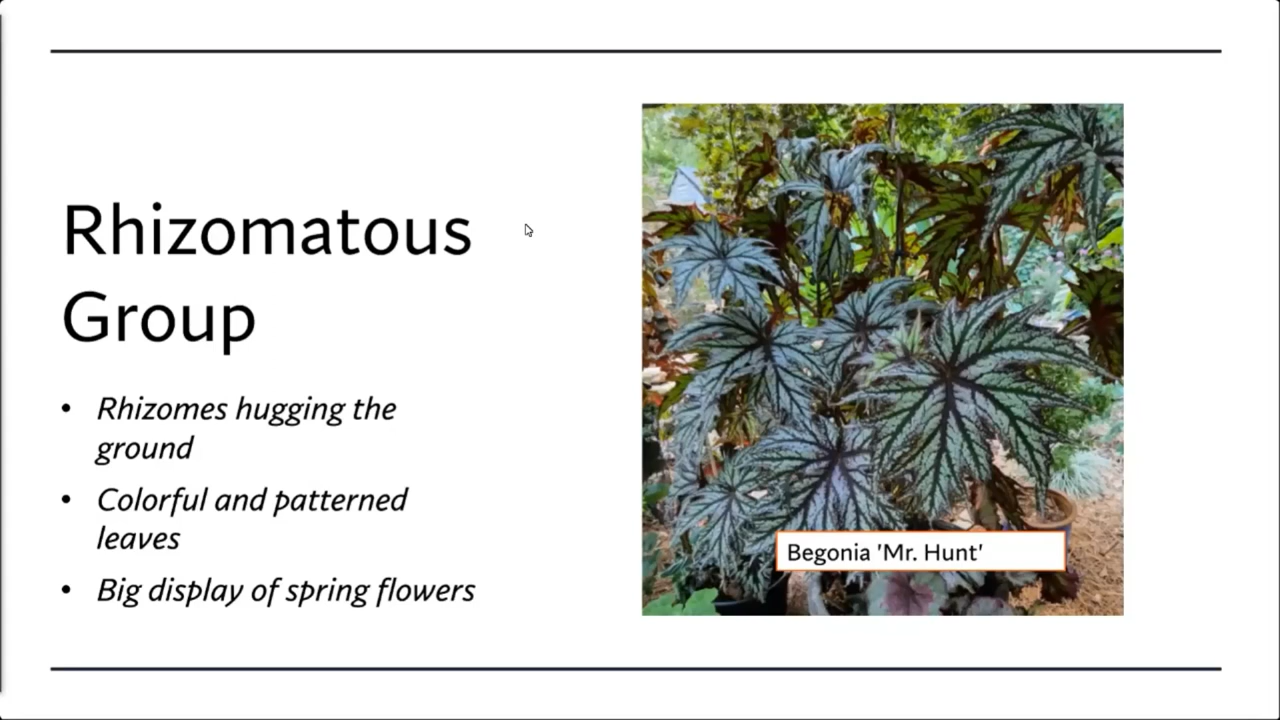 Rhizomatous
Group
• Rhizomes hugging the
ground
• Colorful and patterned
leaves
• Big display of spring flowers
Begonia 'Mr. Hunt'